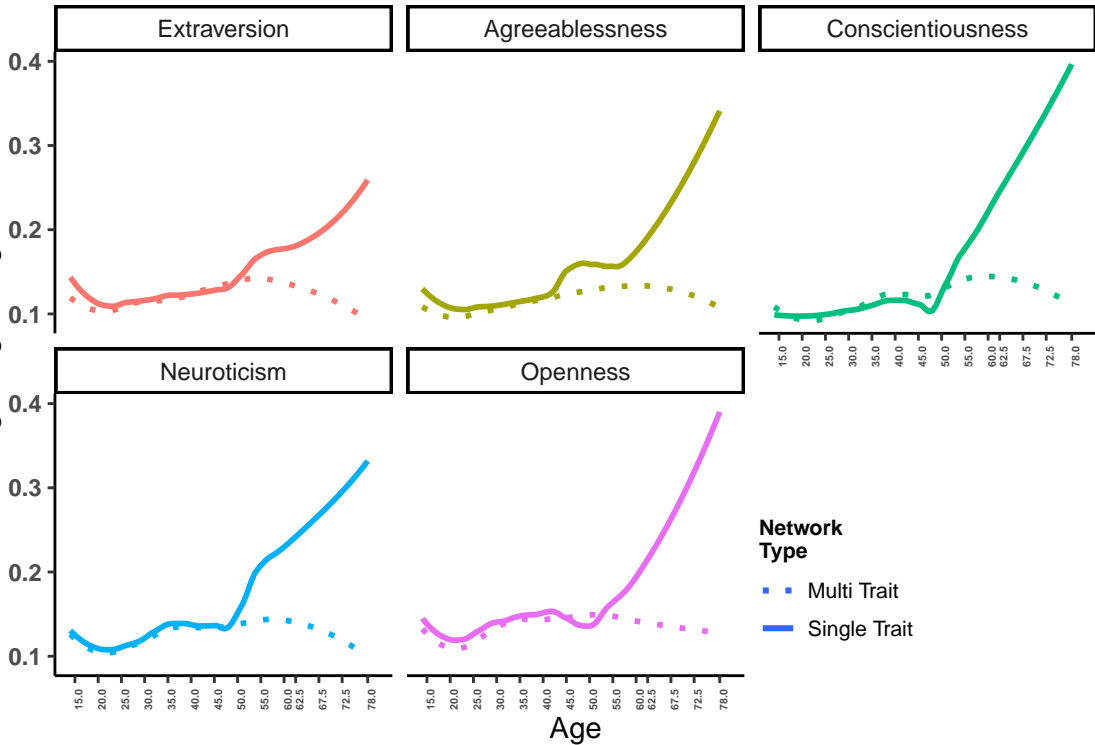 Extraversion Agreeablessness Conscientiousness
0.4
0.3
0.2
0.1
15.0 20.0 25.0 30.0 35.0 40.0 45.0 50.0 55.0 60.0 62.5 67.5 72.5 78.0
Neuroticism Openness
0.4
0.3
0.2
0.1
Network
Type
Multi Trait
Single Trait
15.0 20.0 25.0 30.0 35.0 40.0 45.0 50.0 55.0 60.0 62.5 67.5 72.5 78.0 15.0 20.0 25.0 30.0 35.0 40.0 45.0 50.0 55.0 60.0 62.5 67.5 72.5 78.0
Age